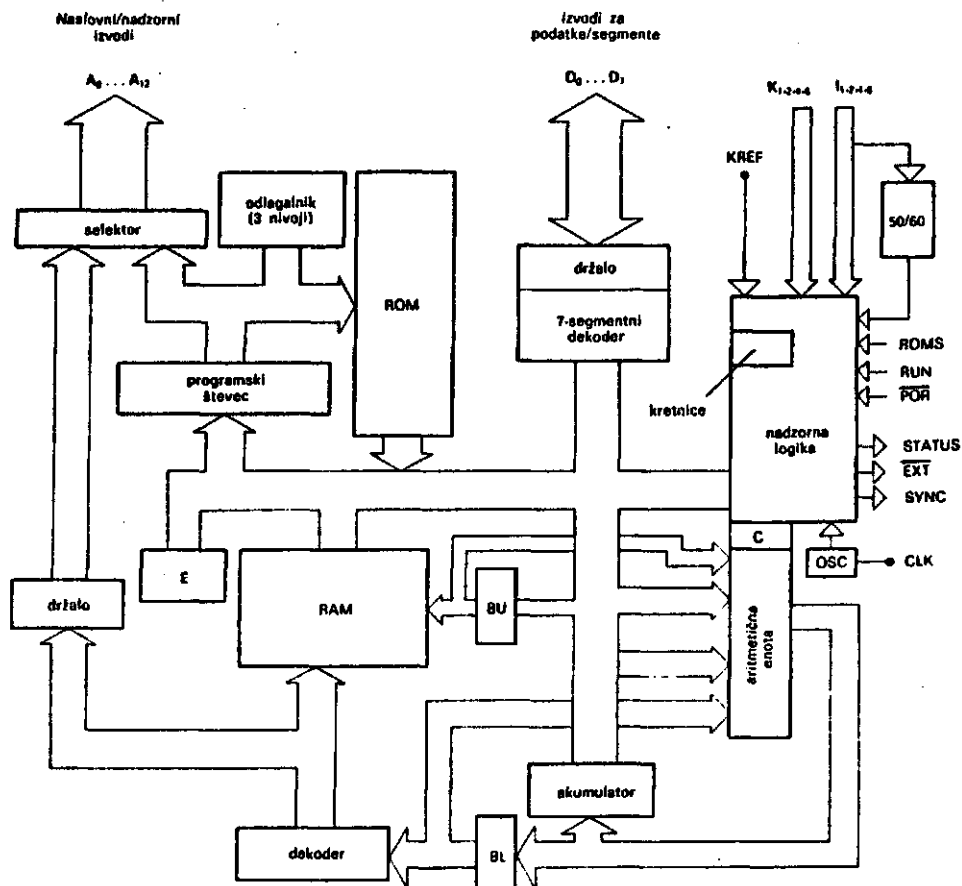 Naslovni/nadzorni
izvodi
A₀ ... A₁₂
izvodi za
podatke/segmente
D₀ ... D₇
K₁₋₂₋₄₋₈
I₁₋₂₋₄₋₈
KREF
50/60
selektor
odlagalnik
(3 nivoji)
ROM
držalo
7-segmentni
dekoder
programski
števec
kretnice
nadzorna
logika
ROMS
RUN
P̅O̅R̅
STATUS
E̅X̅T̅
SYNC
C
OSC
CLK
E
RAM
BU
držalo
aritmetična
enota
akumulator
dekoder
BL